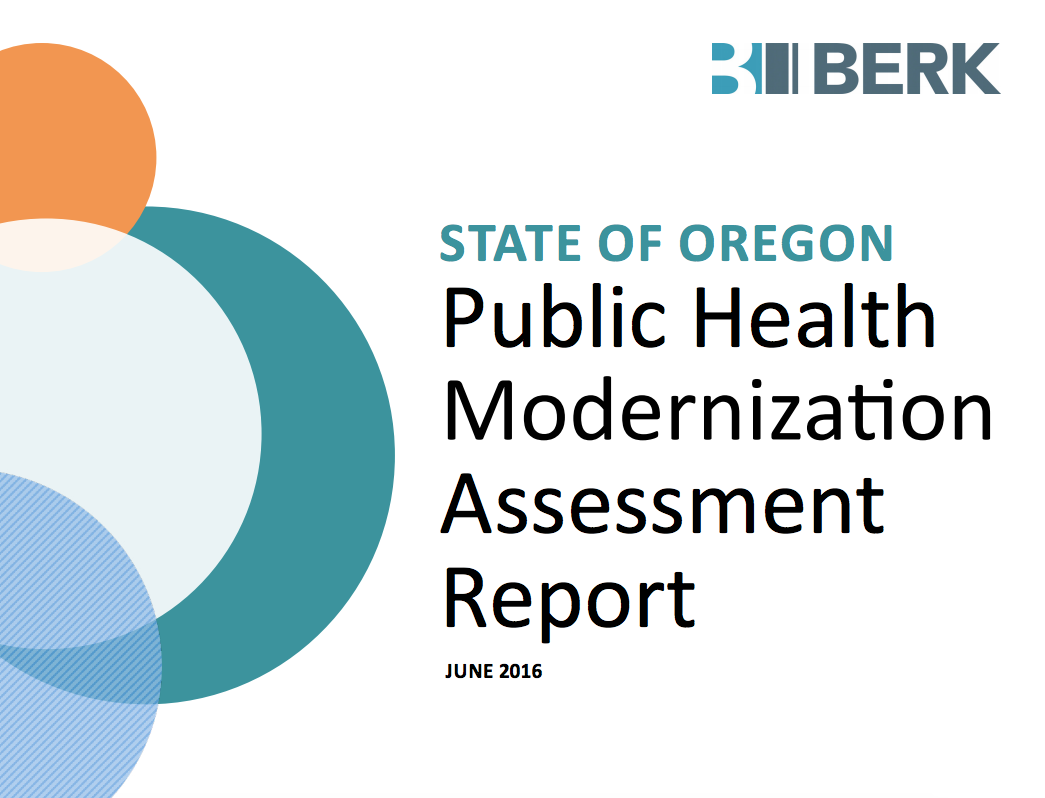 BERK
STATE OF OREGON
Public Health
Modernization
Assessment
Report
JUNE 2016